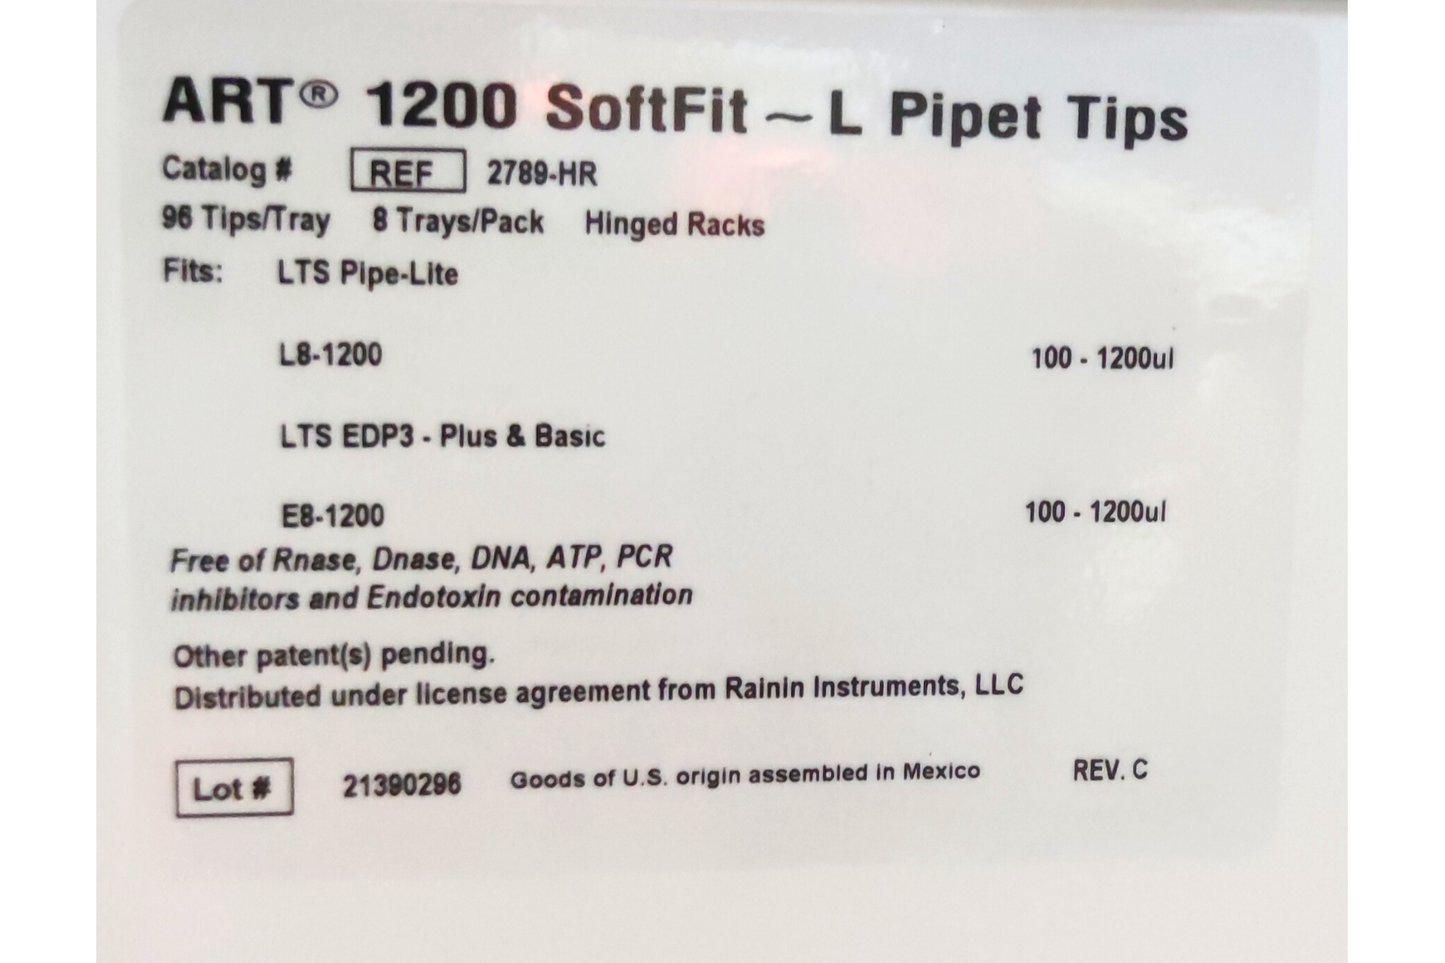 ART® 1200 SoftFit ~ L Pipet Tips
Catalog # REF 2789-HR
96 Tips/Tray 8 Trays/Pack Hinged Racks
Fits: LTS Pipe-Lite
L8-1200 100 - 1200ul
LTS EDP3 - Plus & Basic
E8-1200 100 - 1200ul
Free of Rnase, Dnase, DNA, ATP, PCR
inhibitors and Endotoxin contamination
Other patent(s) pending.
Distributed under license agreement from Rainin Instruments, LLC
Lot # 21390296 Goods of U.S. origin assembled in Mexico REV. C